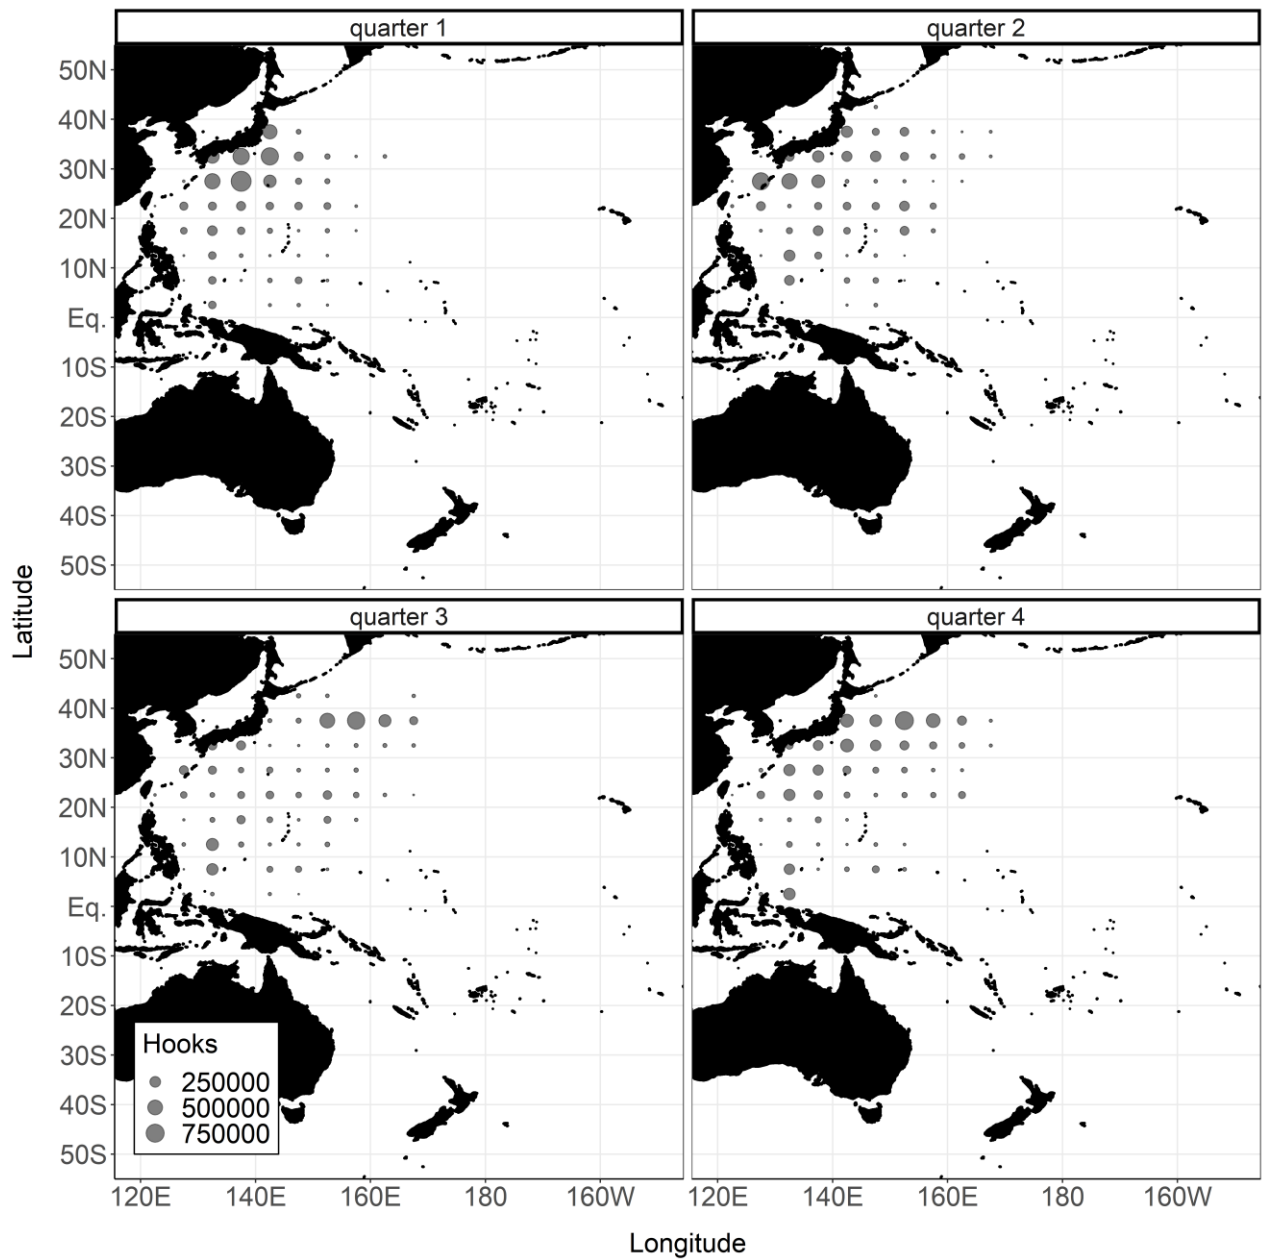 quarter 1
quarter 2
50N
40N
30N
20N
10N
Eq.
10S
20S
30S
40S
50S
Latitude
quarter 3
quarter 4
50N
40N
30N
20N
10N
Eq.
10S
20S
30S
40S
50S
Hooks
250000
500000
750000
120E 140E 160E 180 160W 120E 140E 160E 180 160W
Longitude